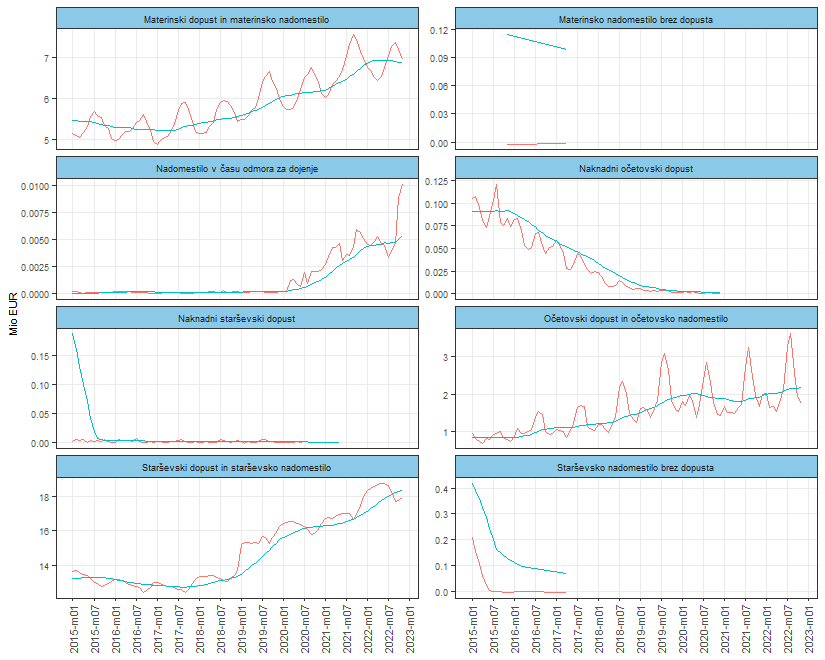 Materinski dopust in materinsko nadomestilo
Materinsko nadomestilo brez dopusta
7
6
5
0.12
0.09
0.06
0.03
0.00
Nadomestilo v času odmora za dojenje
Naknadni očetovski dopust
0.0100
0.0075
0.0050
0.0025
0.0000
0.125
0.100
0.075
0.050
0.025
0.000
Mio EUR
Naknadni starševski dopust
Očetovski dopust in očetovsko nadomestilo
0.15
0.10
0.05
0.00
3
2
1
Starševski dopust in starševsko nadomestilo
Starševsko nadomestilo brez dopusta
18
16
14
0.4
0.3
0.2
0.1
0.0
2015-m01
2015-m07
2016-m01
2016-m07
2017-m01
2017-m07
2018-m01
2018-m07
2019-m01
2019-m07
2020-m01
2020-m07
2021-m01
2021-m07
2022-m01
2022-m07
2023-m01
2015-m01
2015-m07
2016-m01
2016-m07
2017-m01
2017-m07
2018-m01
2018-m07
2019-m01
2019-m07
2020-m01
2020-m07
2021-m01
2021-m07
2022-m01
2022-m07
2023-m01